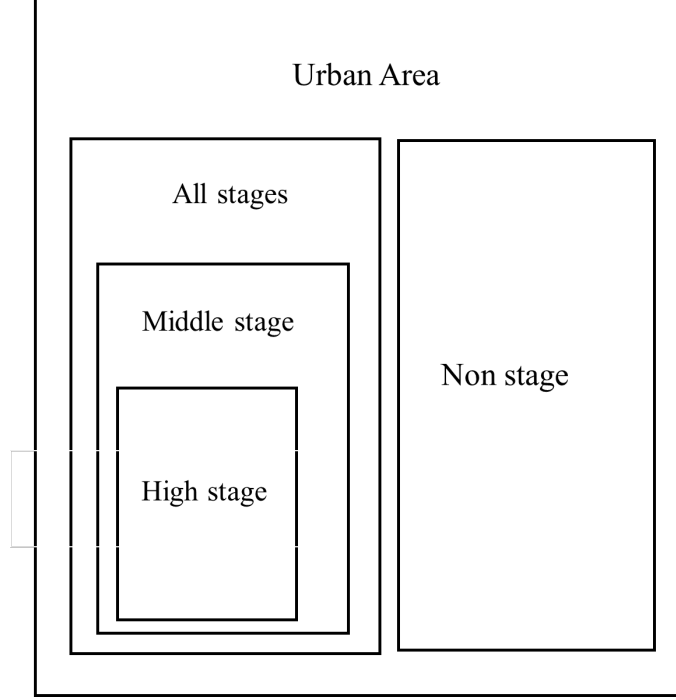 Urban Area
All stages
Middle stage
Non stage
High stage